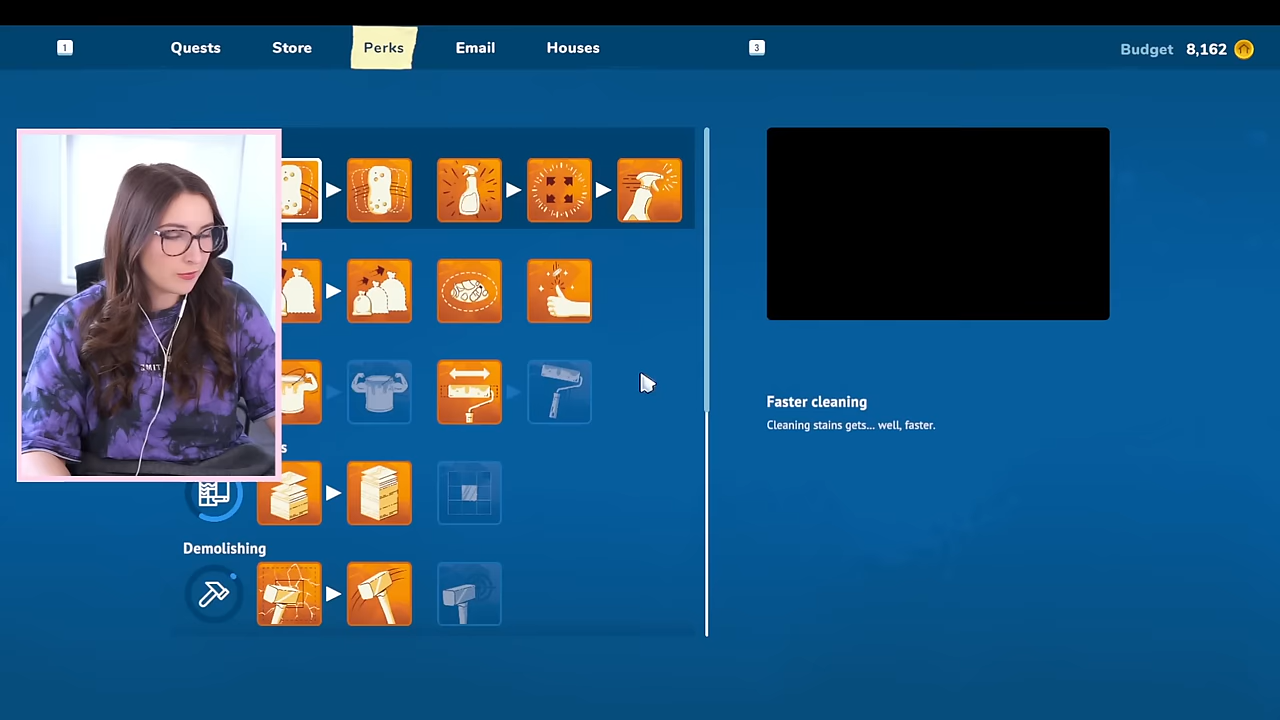 1 Quests Store Perks Email Houses 3 Budget 8,162
h
s
Demolishing
Faster cleaning
Cleaning stains gets... well, faster.